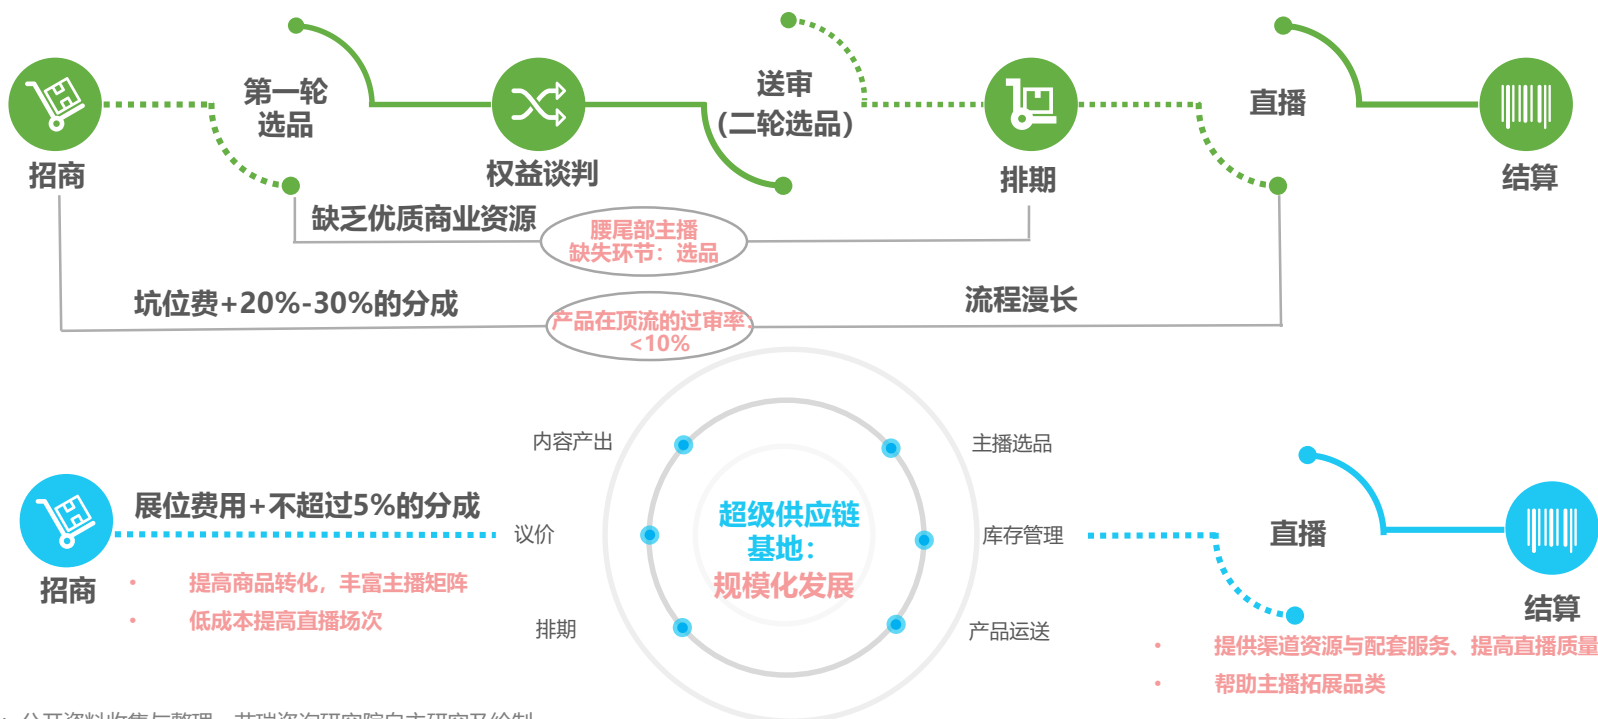 招商
第一轮
选品
权益谈判
送审
（二轮选品）
排期
直播
结算
缺乏优质商业资源
腰尾部主播
缺失环节：选品
坑位费+20%-30%的分成
产品在顶流的过审率：
<10%
流程漫长
内容产出
主播选品
展位费用+不超过5%的分成
议价
超级供应链
基地：
规模化发展
库存管理
直播
招商
• 提高商品转化，丰富主播矩阵
• 低成本提高直播场次
排期
产品运送
结算
• 提供渠道资源与配套服务、提高直播质量
• 帮助主播拓展品类